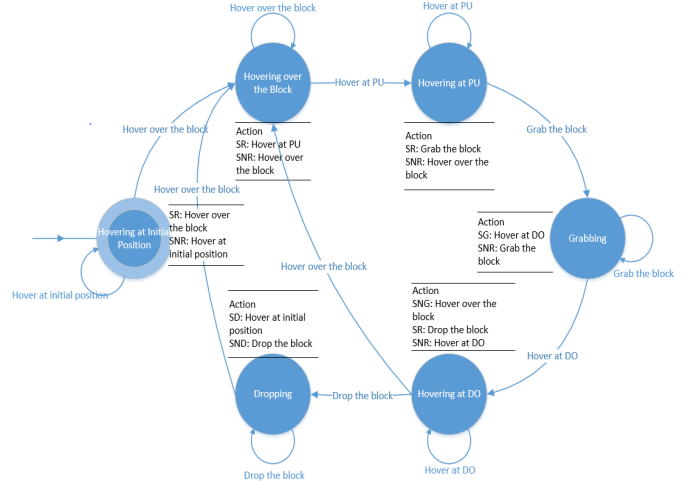 Hover over the block
Hover at PU
Hovering over
the Block
Hover at PU
Hovering at PU
Hover over the block
Action
SR: Hover at PU
SNR: Hover over
the block
Action
SR: Grab the block
SNR: Hover over the
block
Grab the block
Hover over the block
Hovering at Initial
Position
SR: Hover over
the block
SNR: Hover at
initial position
Action
SG: Hover at DO
SNR: Grab the
block
Grabbing
Hover over the block
Grab the block
Hover at initial position
Action
SD: Hover at initial
position
SND: Drop the block
Action
SNG: Hover over the
block
SR: Drop the block
SNR: Hover at DO
Hover at DO
Dropping
Drop the block
Hovering at DO
Drop the block
Hover at DO